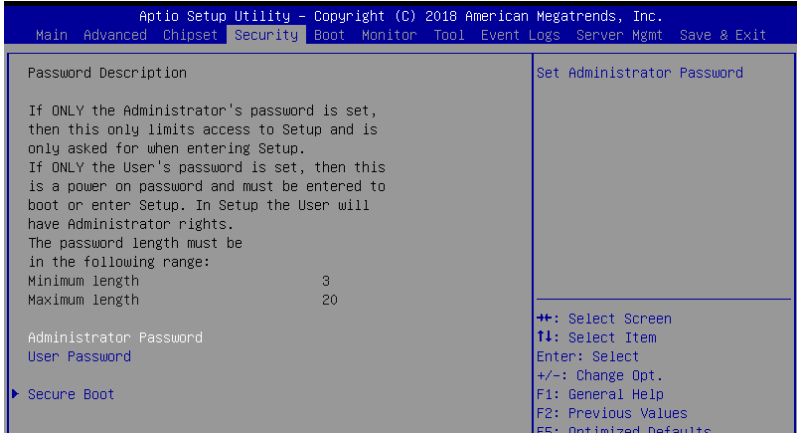 Aptio Setup Utility – Copyright (C) 2018 American Megatrends, Inc.
Main Advanced Chipset Security Boot Monitor Tool Event Logs Server Mgmt Save & Exit
Password Description
If ONLY the Administrator's password is set,
then this only limits access to Setup and is
only asked for when entering Setup.
If ONLY the User's password is set, then this
is a power on password and must be entered to
boot or enter Setup. In Setup the User will
have Administrator rights.
The password length must be
in the following range:
Minimum length 3
Maximum length 20
Administrator Password
User Password
Secure Boot
Set Administrator Password
→←: Select Screen
↑↓: Select Item
Enter: Select
+/-: Change Opt.
F1: General Help
F2: Previous Values
F5: Optimized Defaults